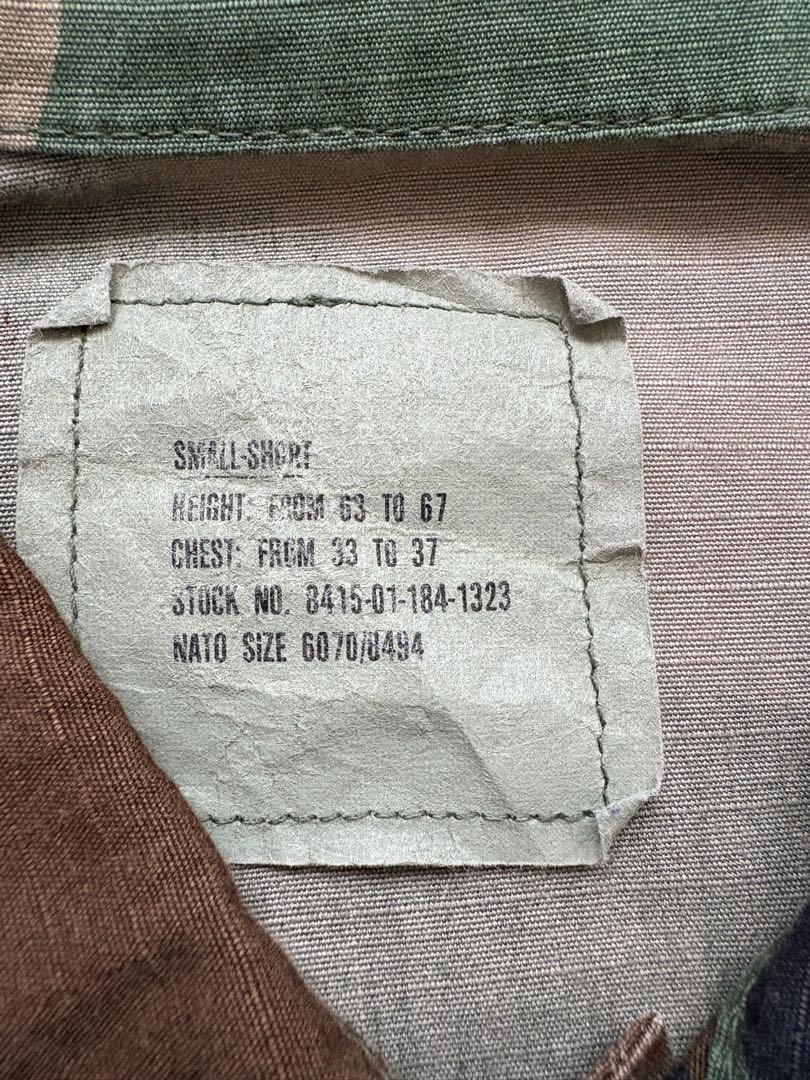 SMALL-SHORT
HEIGHT: FROM 63 TO 67
CHEST: FROM 33 TO 37
STOCK NO. 8415-01-184-1323
NATO SIZE 6070/8494